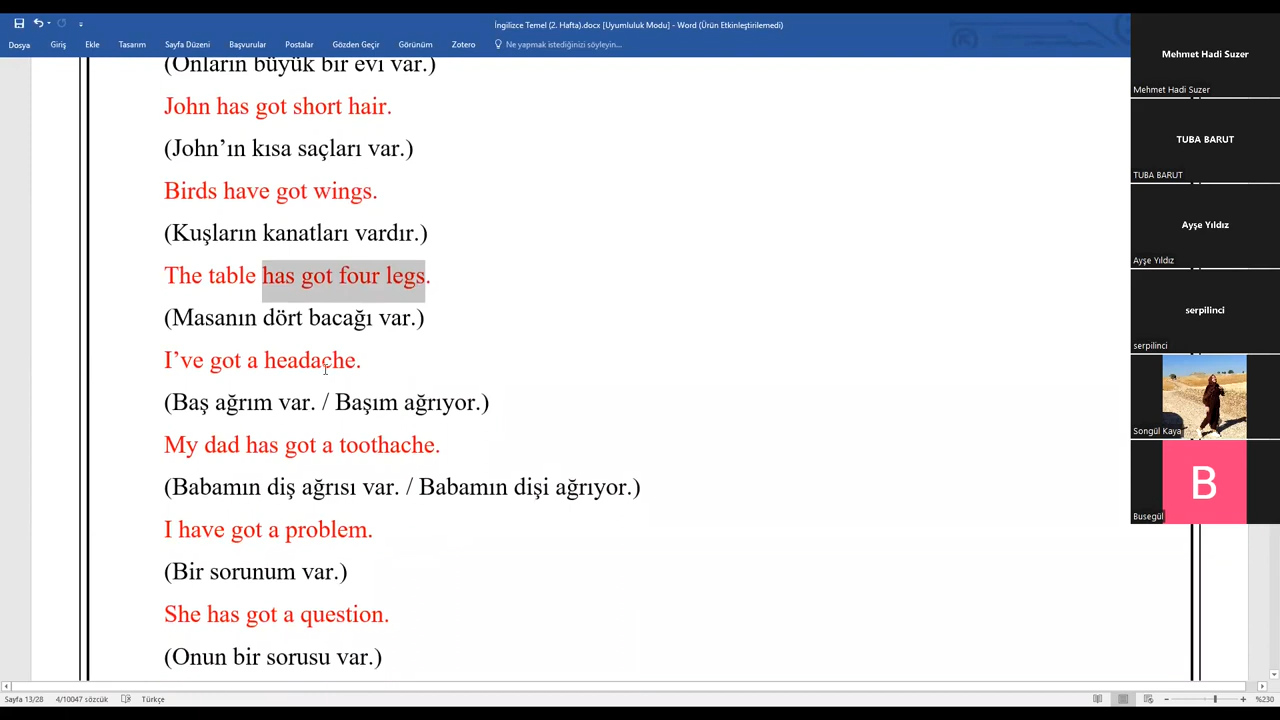 İngilizce Temel (2. Hafta).docx [Uyumluluk Modu] - Word (Ürün Etkinleştirilemedi)
Dosya Giriş Ekle Tasarım Sayfa Düzeni Başvurular Postalar Gözden Geçir Görünüm Zotero Ne yapmak istediğinizi söyleyin...
(Onların büyük bir evi var.)
John has got short hair.
(John’ın kısa saçları var.)
Birds have got wings.
(Kuşların kanatları vardır.)
The table has got four legs.
(Masanın dört bacağı var.)
I’ve got a headache.
(Baş ağrım var. / Başım ağrıyor.)
My dad has got a toothache.
(Babamın diş ağrısı var. / Babamın dişi ağrıyor.)
I have got a problem.
(Bir sorunum var.)
She has got a question.
(Onun bir sorusu var.)
Mehmet Hadi Suzer
Mehmet Hadi Suzer
TUBA BARUT
TUBA BARUT
Ayşe Yıldız
Ayşe Yıldız
serpilinci
serpilinci
Songül Kaya
B
Busegül
Sayfa 13/28 4/10047 sözcük Türkçe %230